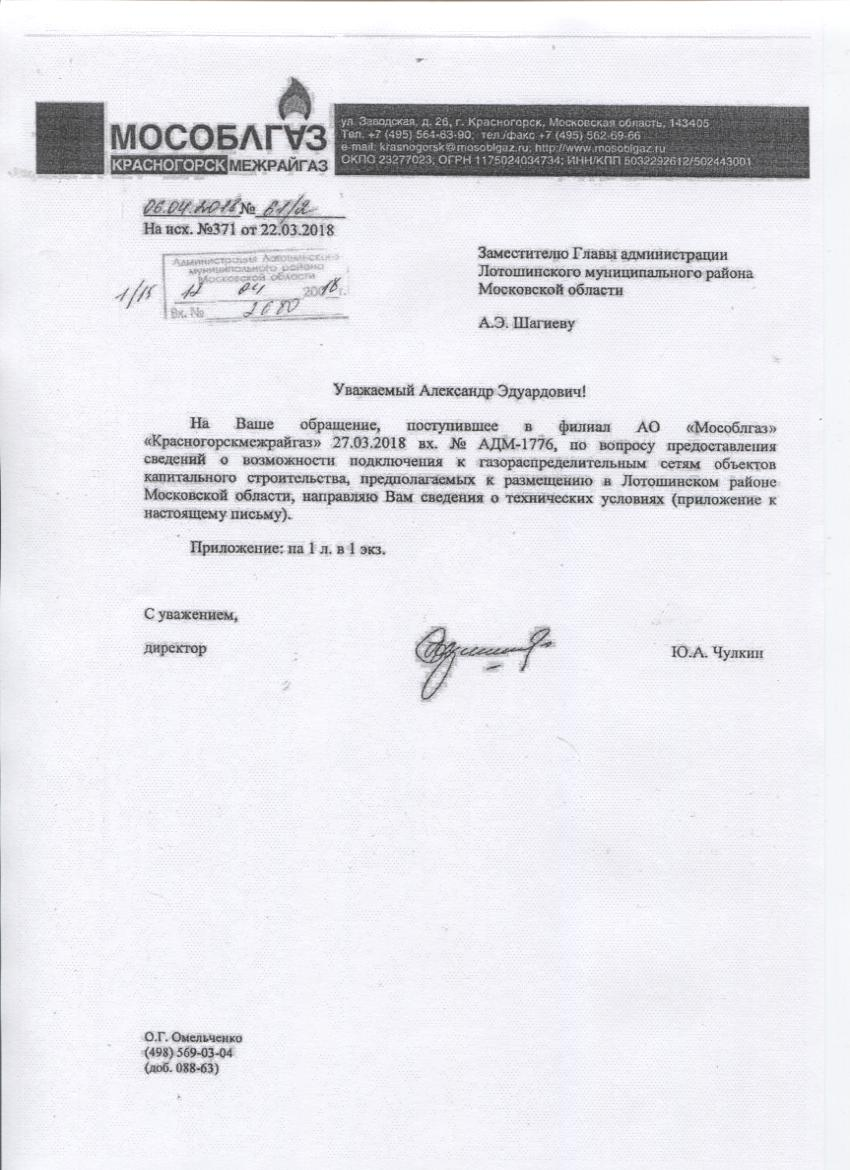 МОСОБЛГАЗ
КРАСНОГОРСКМЕЖРАЙГАЗ
ул. Заводская, д. 26, г. Красногорск, Московская область, 143405
Тел. +7 (495) 564-63-90; тел./факс +7 (495) 562-69-66
e-mail: krasnogorsk@mosoblgaz.ru; http://www.mosoblgaz.ru
ОКПО 23277023; ОГРН 1175024034734; ИНН/КПП 5032292612/502443001
06.04.2018 № 61/2
На исх. №371 от 22.03.2018
Администрация Лотошинского
муниципального района
Московской области
12 04 2018 г.
1/15
Вх. № 2680
Заместителю Главы администрации
Лотошинского муниципального района
Московской области
А.Э. Шагиеву
Уважаемый Александр Эдуардович!
На Ваше обращение, поступившее в филиал АО «Мособлгаз»
«Красногорскмежрайгаз» 27.03.2018 вх. № АДМ-1776, по вопросу предоставления
сведений о возможности подключения к газораспределительным сетям объектов
капитального строительства, предполагаемых к размещению в Лотошинском районе
Московской области, направляю Вам сведения о технических условиях (приложение к
настоящему письму).
Приложение: на 1 л. в 1 экз.
С уважением,
директор
Ю.А. Чулкин
О.Г. Омельченко
(498) 569-03-04
(доб. 088-63)